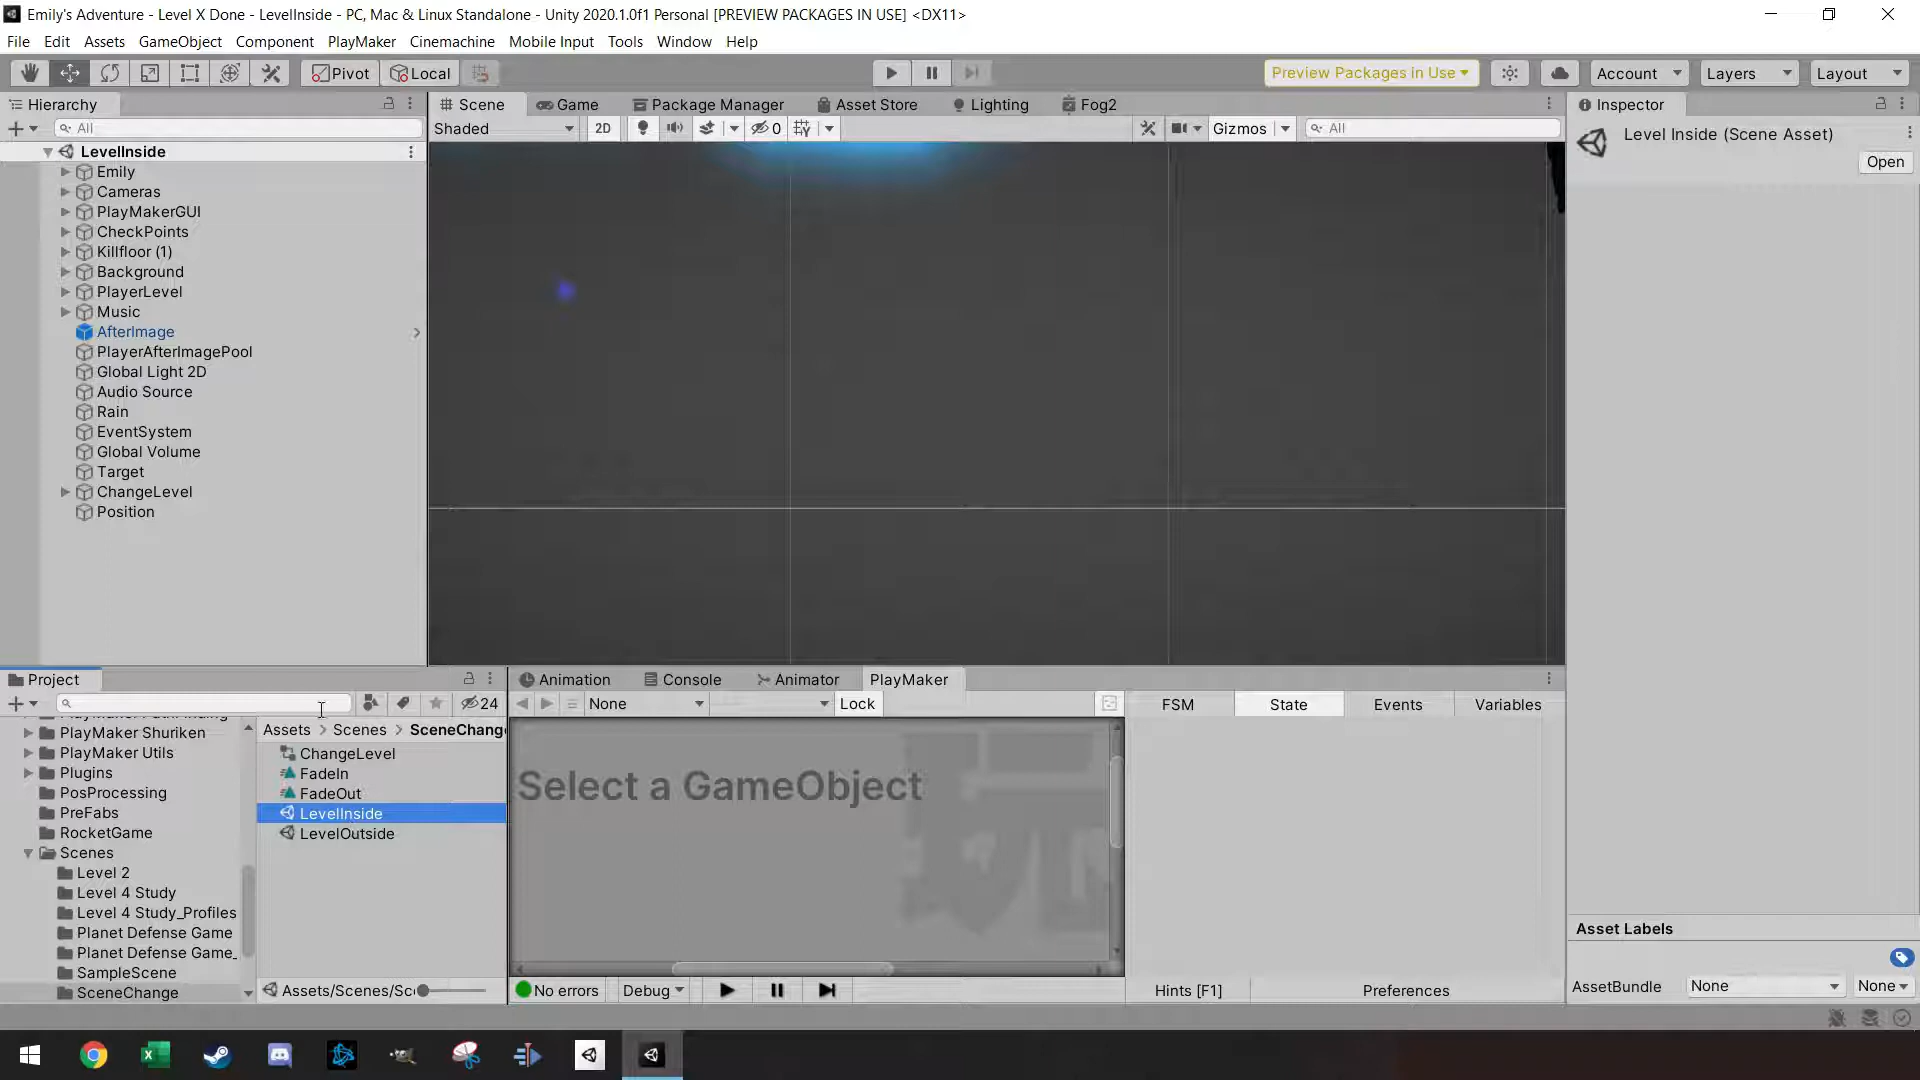 Emily's Adventure - Level X Done - LevelInside - PC, Mac & Linux Standalone - Unity 2020.1.0f1 Personal [PREVIEW PACKAGES IN USE] <DX11>
File Edit Assets GameObject Component PlayMaker Cinemachine Mobile Input Tools Window Help
Pivot Local Preview Packages in Use Account Layers Layout
Hierarchy
All
LevelInside
Emily
Cameras
PlayMakerGUI
CheckPoints
Killfloor (1)
Background
PlayerLevel
Music
AfterImage
PlayerAfterImagePool
Global Light 2D
Audio Source
Rain
EventSystem
Global Volume
Target
ChangeLevel
Position
Scene Game Package Manager Asset Store Lighting Fog2
Shaded 2D 0 Gizmos All
Inspector
Level Inside (Scene Asset)
Open
Project
24
PlayMaker Shuriken
PlayMaker Utils
Plugins
PosProcessing
PreFabs
RocketGame
Scenes
Level 2
Level 4 Study
Level 4 Study_Profiles
Planet Defense Game
Planet Defense Game_
SampleScene
SceneChange
Assets > Scenes > SceneChang
ChangeLevel
FadeIn
FadeOut
LevelInside
LevelOutside
Assets/Scenes/Sc
Animation Console Animator PlayMaker
None Lock
FSM State Events Variables
Select a GameObject
No errors Debug
Hints [F1] Preferences
Asset Labels
AssetBundle None None